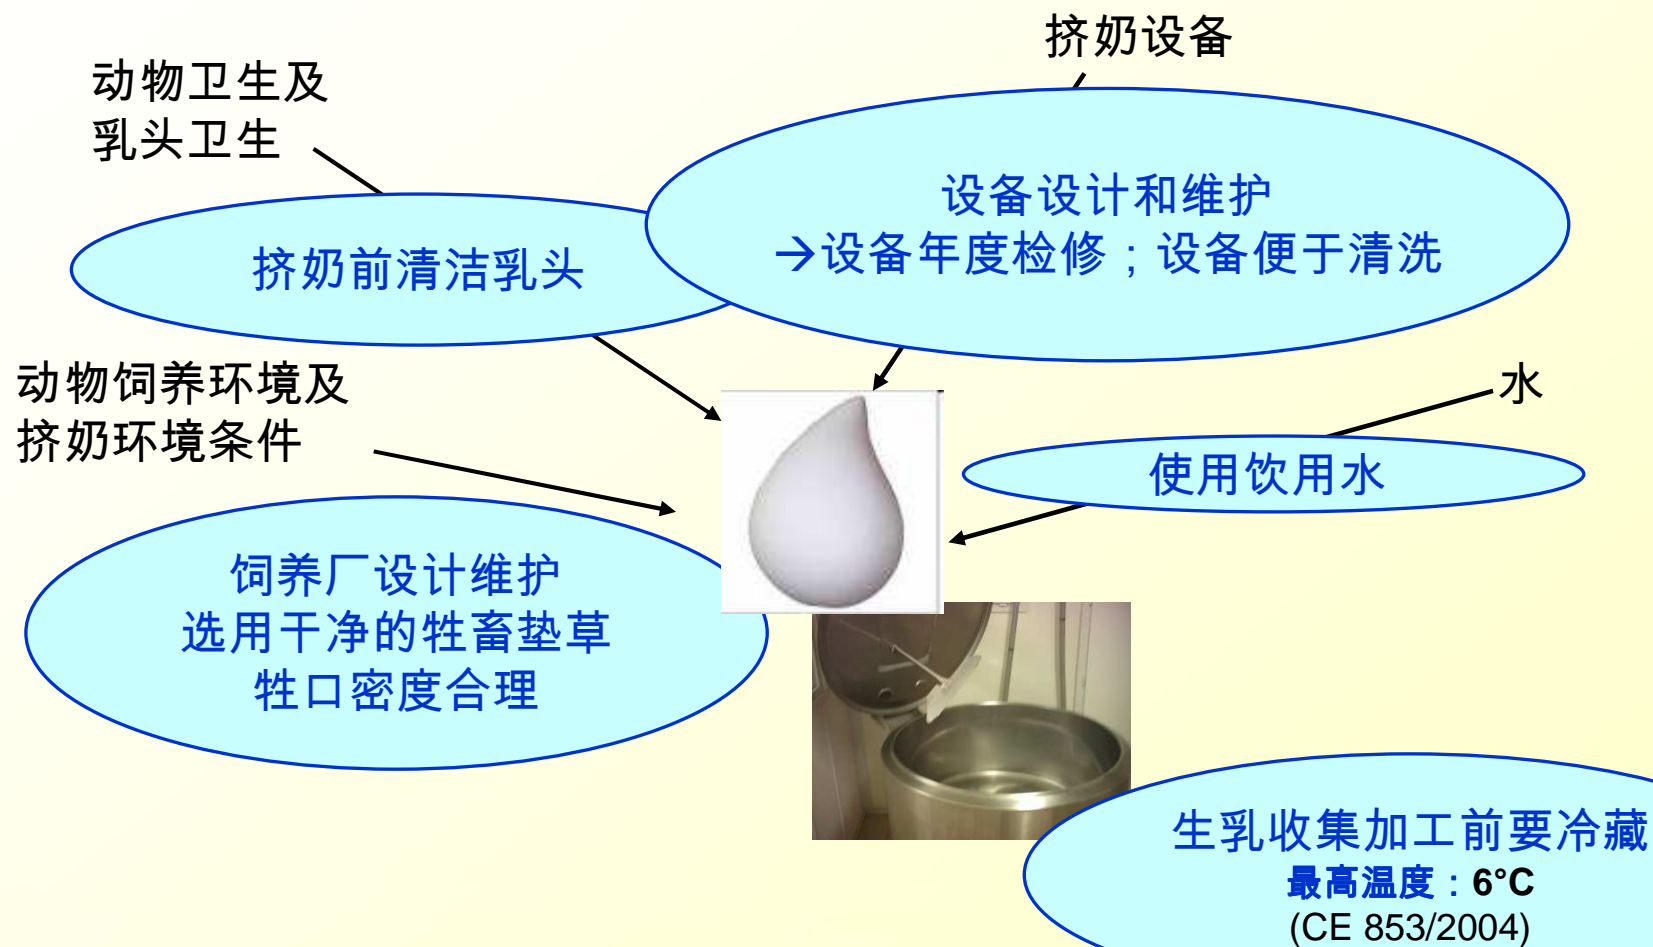 挤奶设备
动物卫生及
乳头卫生
设备设计和维护
→设备年度检修；设备便于清洗
挤奶前清洁乳头
动物饲养环境及
挤奶环境条件
水
使用饮用水
饲养厂设计维护
选用干净的牲畜垫草
牲口密度合理
生乳收集加工前要冷藏
最高温度：6°C
(CE 853/2004)